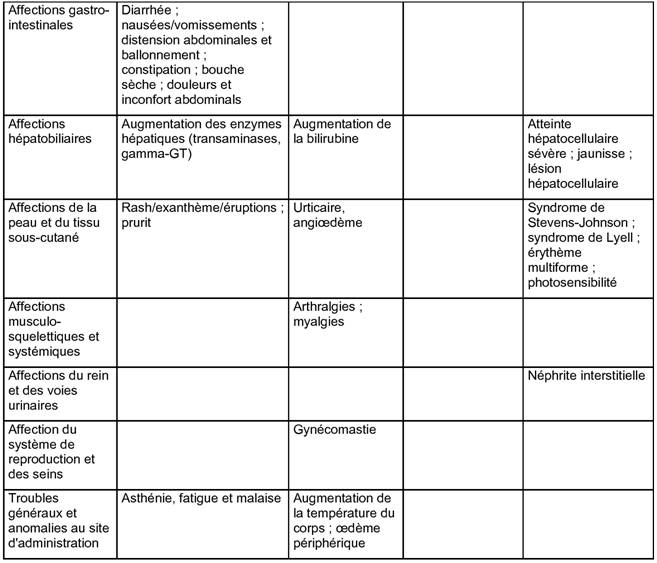 Affections gastro-
intestinales
Diarrhée ;
nausées/vomissements ;
distension abdominales et
ballonnement ;
constipation ; bouche
sèche ; douleurs et
inconfort abdominals
Affections
hépatobiliaires
Augmentation des enzymes
hépatiques (transaminases,
gamma-GT)
Augmentation de
la bilirubine
Atteinte
hépatocellulaire
sévère ; jaunisse ;
lésion
hépatocellulaire
Affections de la
peau et du tissu
sous-cutané
Rash/exanthème/éruptions ;
prurit
Urticaire,
angiœdème
Syndrome de
Stevens-Johnson ;
syndrome de Lyell ;
érythème
multiforme ;
photosensibilité
Affections
musculo-
squelettiques et
systémiques
Arthralgies ;
myalgies
Affections du rein
et des voies
urinaires
Néphrite interstitielle
Affection du
système de
reproduction et
des seins
Gynécomastie
Troubles
généraux et
anomalies au site
d'administration
Asthénie, fatigue et malaise
Augmentation de
la température du
corps ; œdème
périphérique